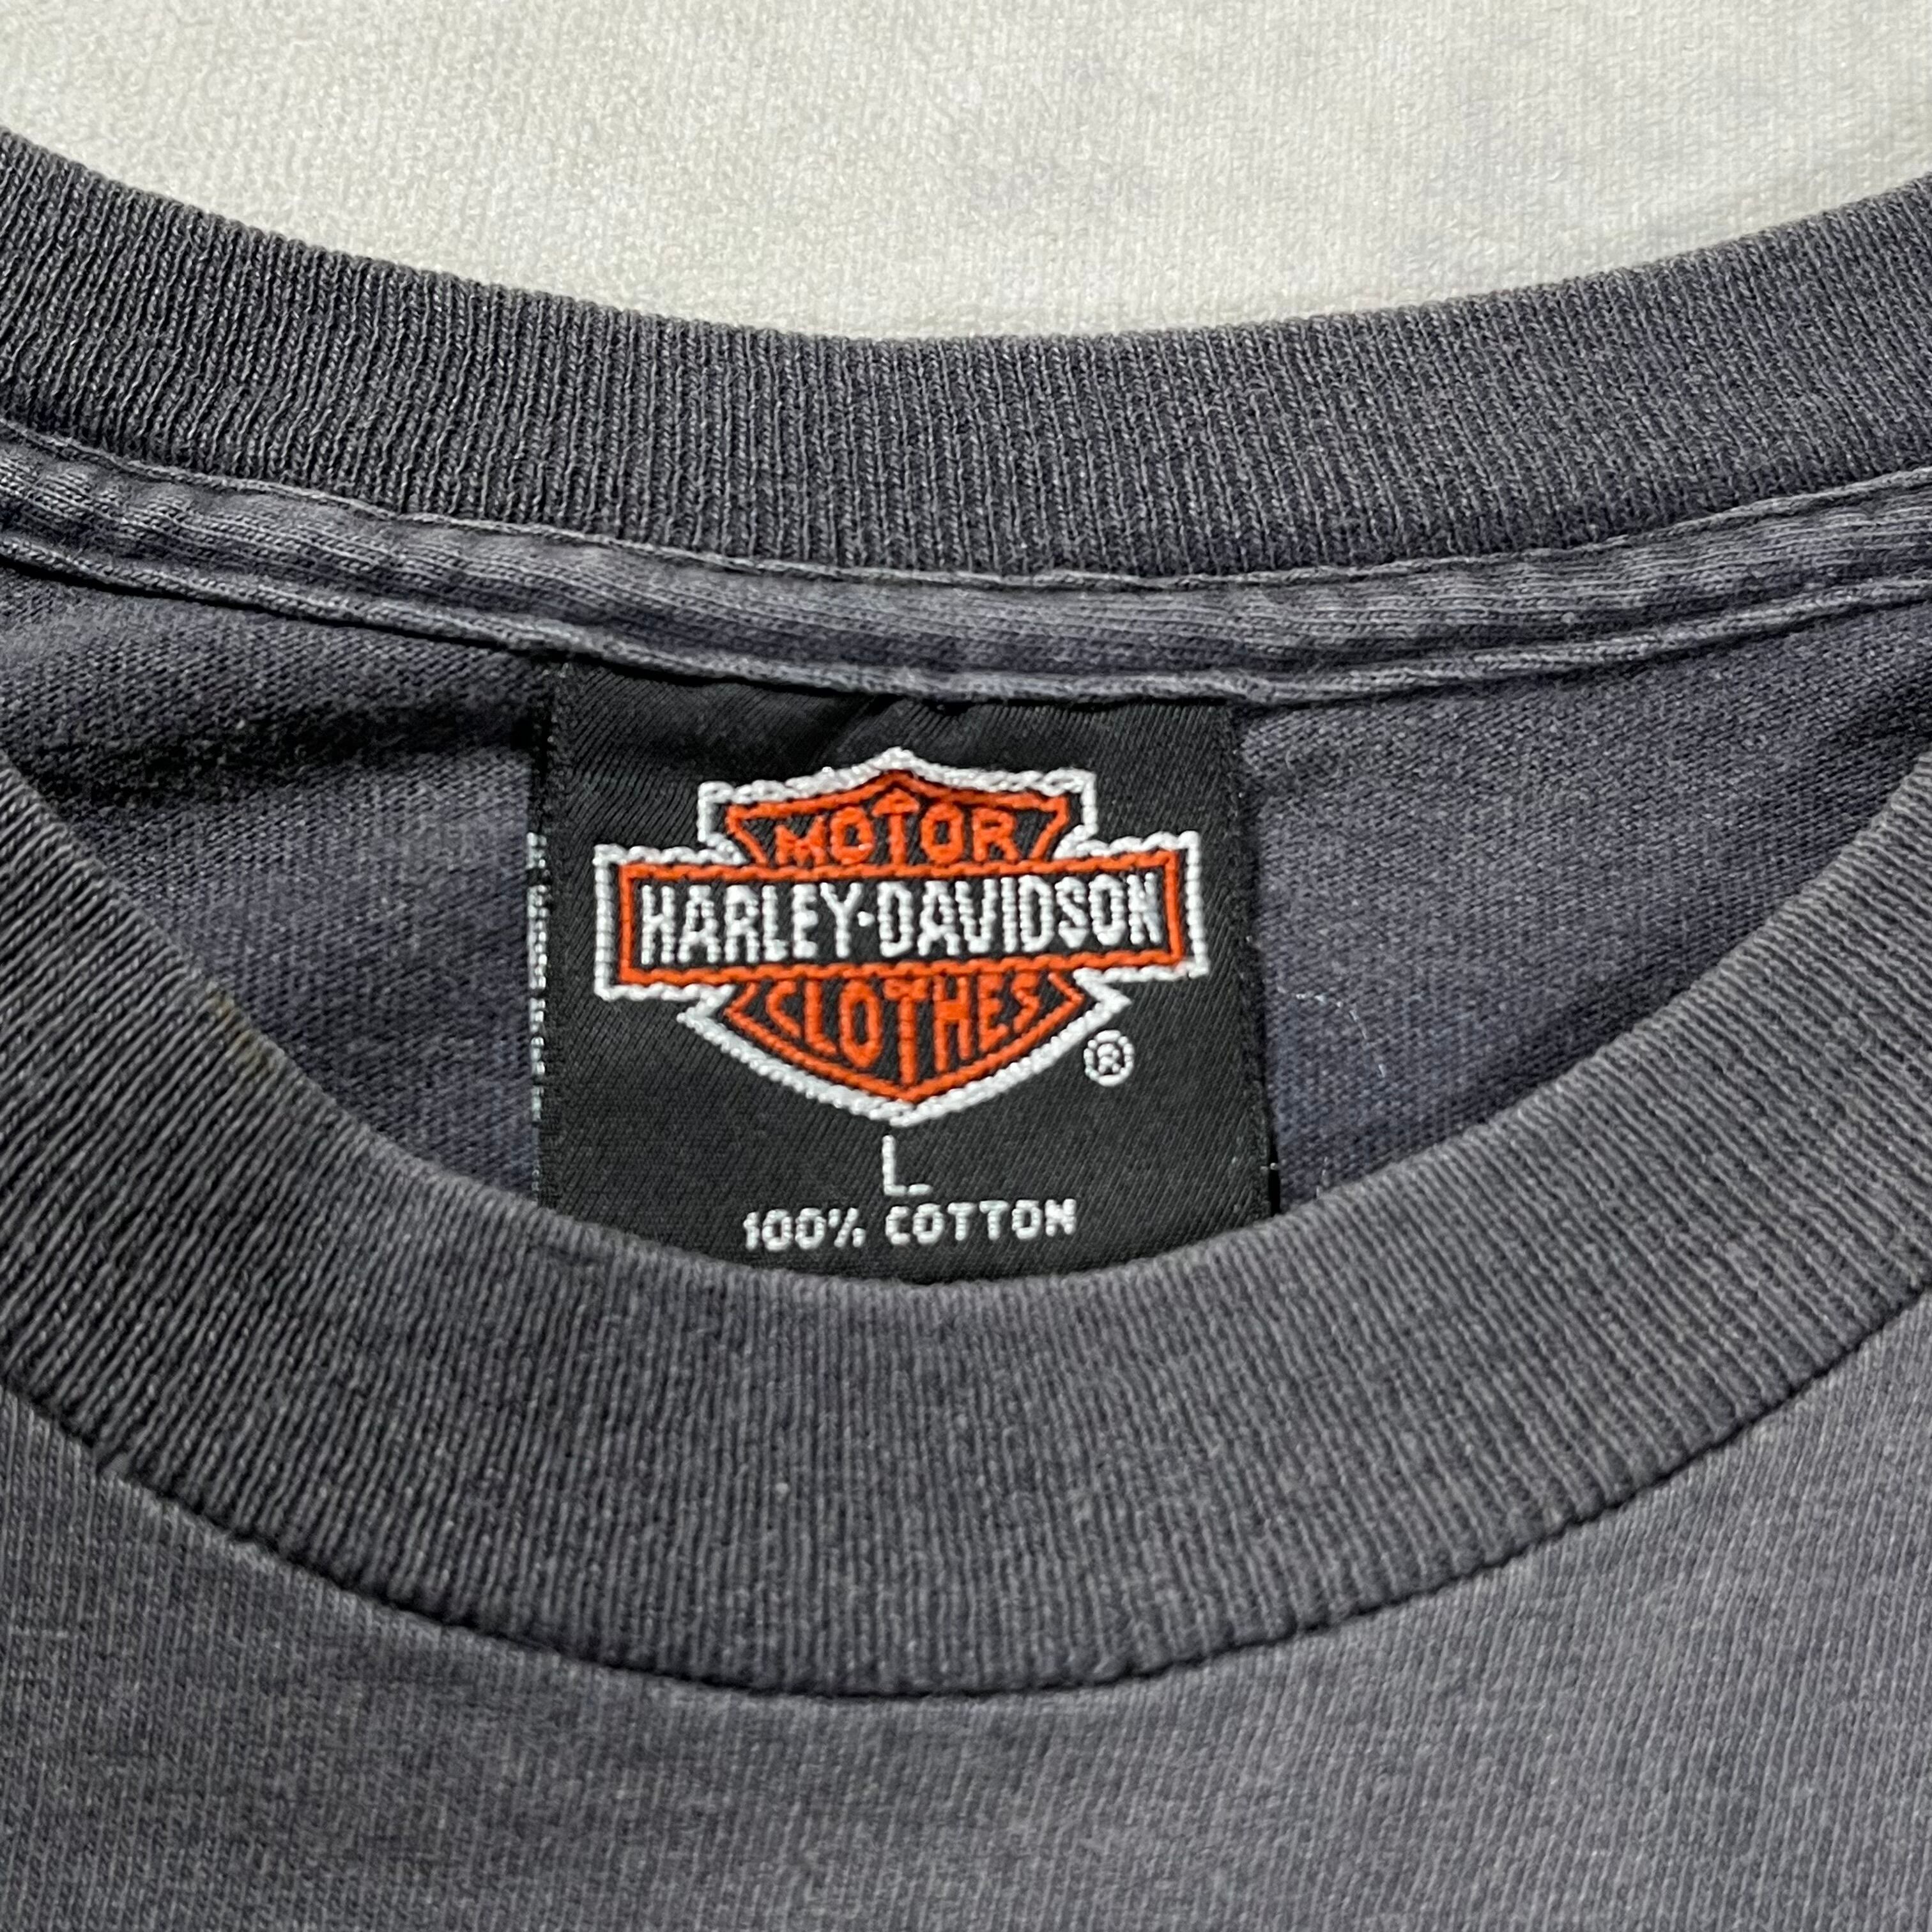 MOTOR
HARLEY-DAVIDSON
CLOTHES
®
L
100% COTTON